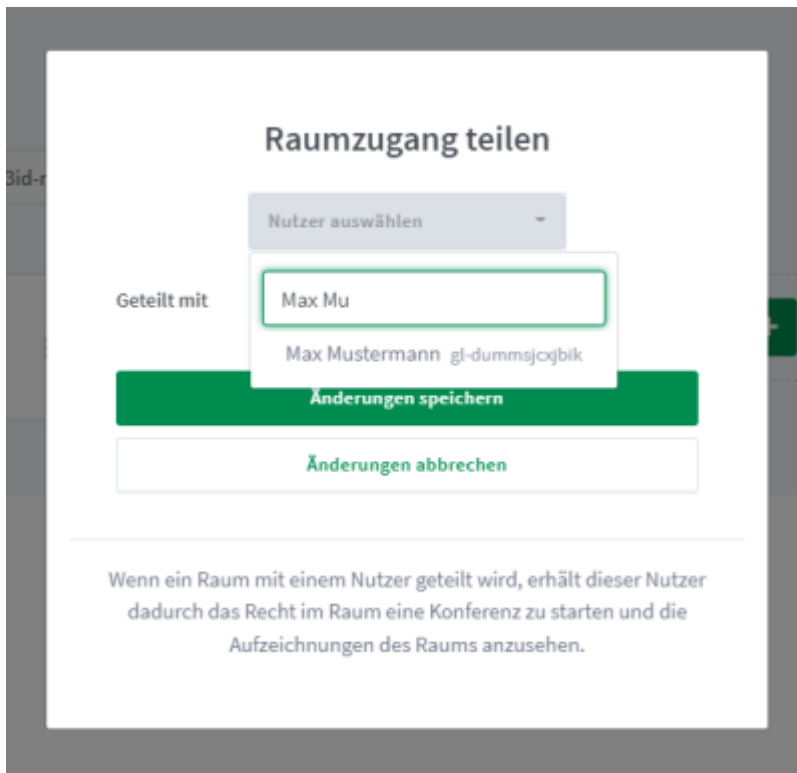 Raumzugang teilen
3id-r
Nutzer auswählen
Geteilt mit
Max Mu
Max Mustermann gl-dummsjcxjbik
Änderungen speichern
Änderungen abbrechen
Wenn ein Raum mit einem Nutzer geteilt wird, erhält dieser Nutzer
dadurch das Recht im Raum eine Konferenz zu starten und die
Aufzeichnungen des Raums anzusehen.